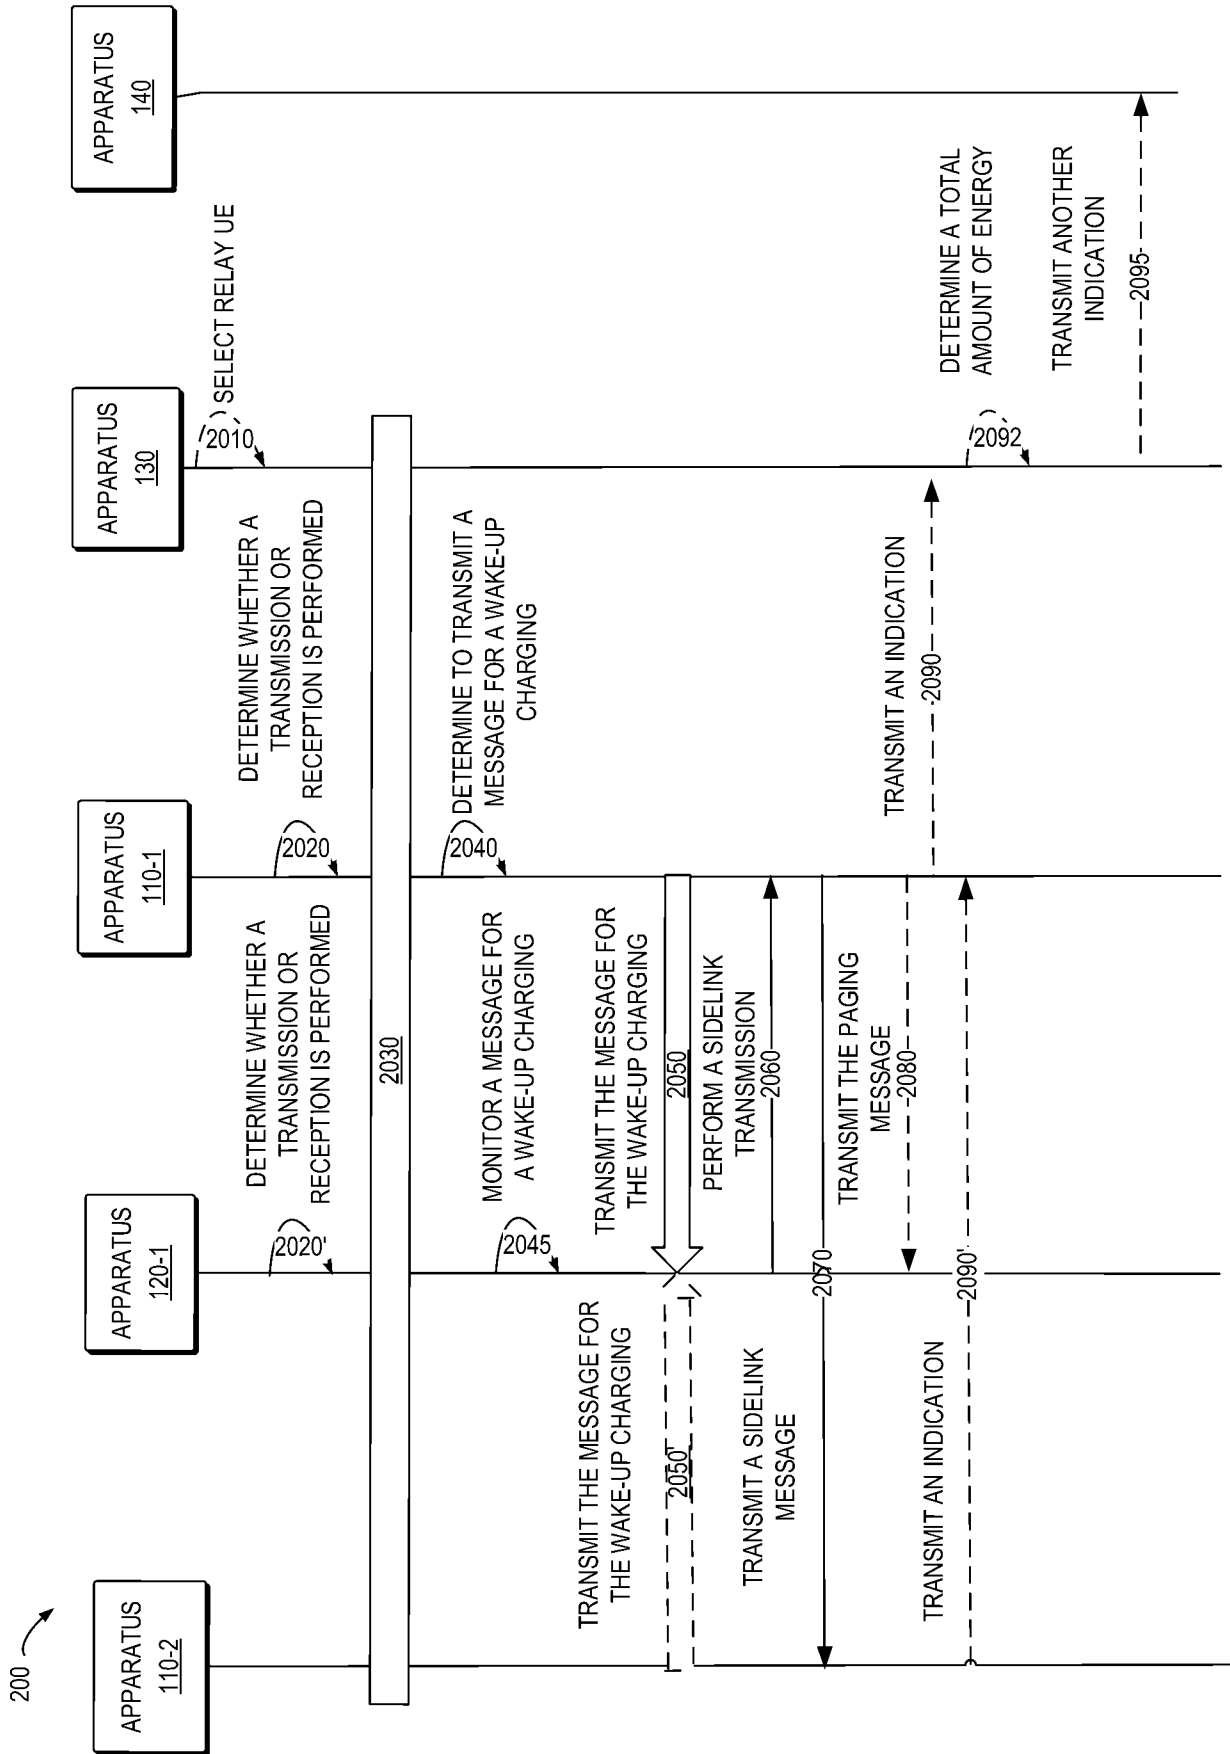 200
APPARATUS
110-2
APPARATUS
120-1
APPARATUS
110-1
APPARATUS
130
APPARATUS
140
2010
SELECT RELAY UE
DETERMINE WHETHER A
TRANSMISSION OR
RECEPTION IS PERFORMED
2020'
DETERMINE WHETHER A
TRANSMISSION OR
RECEPTION IS PERFORMED
2020
2030
DETERMINE TO TRANSMIT A
MESSAGE FOR A WAKE-UP
CHARGING
2040
MONITOR A MESSAGE FOR
A WAKE-UP CHARGING
2045
TRANSMIT THE MESSAGE FOR
THE WAKE-UP CHARGING
2050
TRANSMIT THE MESSAGE FOR
THE WAKE-UP CHARGING
2050'
PERFORM A SIDELINK
TRANSMISSION
2060
TRANSMIT A SIDELINK
MESSAGE
2070
TRANSMIT THE PAGING
MESSAGE
2080
TRANSMIT AN INDICATION
2090
TRANSMIT AN INDICATION
2090'
DETERMINE A TOTAL
AMOUNT OF ENERGY
2092
TRANSMIT ANOTHER
INDICATION
2095